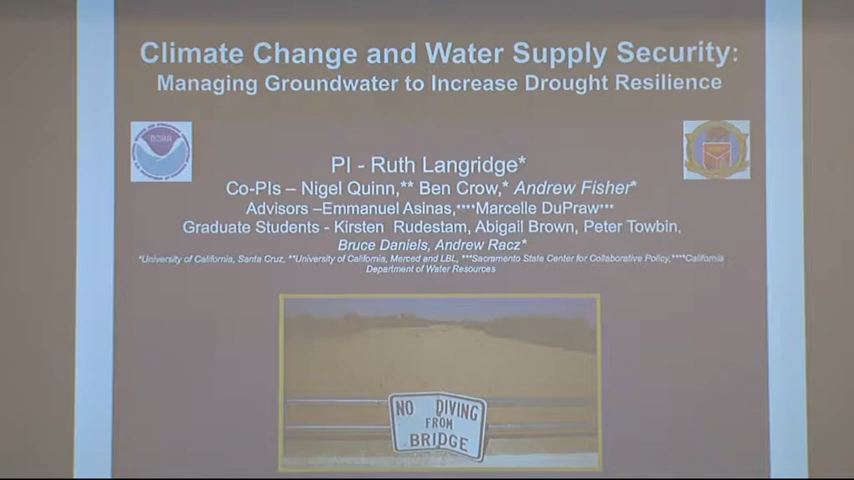 Climate Change and Water Supply Security:
Managing Groundwater to Increase Drought Resilience
NOAA
PI - Ruth Langridge*
Co-PIs – Nigel Quinn,** Ben Crow,* Andrew Fisher*
Advisors –Emmanuel Asinas,****Marcelle DuPraw***
Graduate Students - Kirsten Rudestam, Abigail Brown, Peter Towbin,
Bruce Daniels, Andrew Racz*
*University of California, Santa Cruz, **University of California, Merced and LBL, ***Sacramento State Center for Collaborative Policy,****California
Department of Water Resources
NO DIVING
FROM
BRIDGE